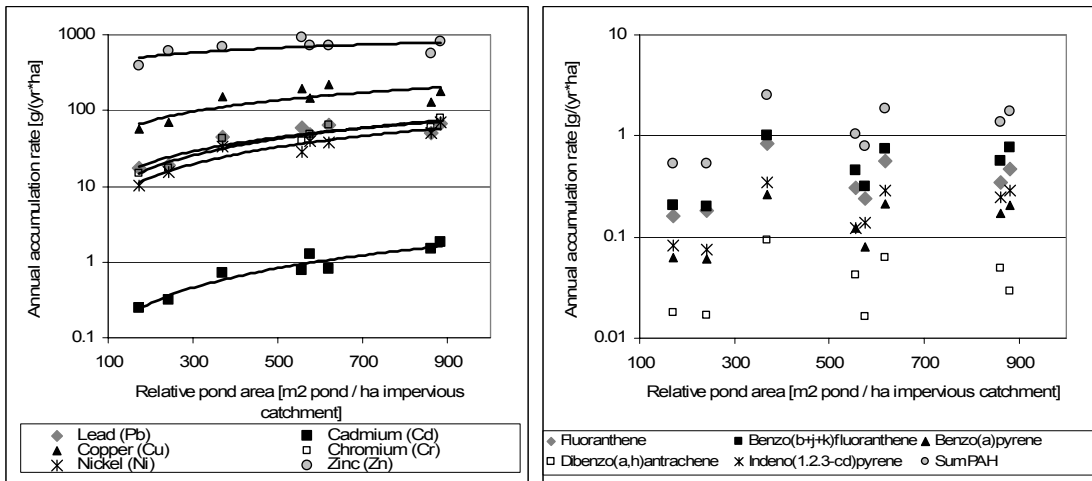 Annual accumulation rate [g/(yr*ha]
1000
100
10
1
0.1
100 300 500 700 900
Relative pond area [m2 pond / ha impervious
catchment]
Lead (Pb) Cadmium (Cd)
Copper (Cu) Chromium (Cr)
Nickel (Ni) Zinc (Zn)
Annual accumulation rate [g/(yr*ha]
10
1
0.1
0.01
100 300 500 700 900
Relative pond area [m2 pond / ha impervious
catchment]
Fluoranthene Benzo(b+j+k)fluoranthene Benzo(a)pyrene
Dibenzo(a,h)antrachene Indeno(1.2.3-cd)pyrene SumPAH